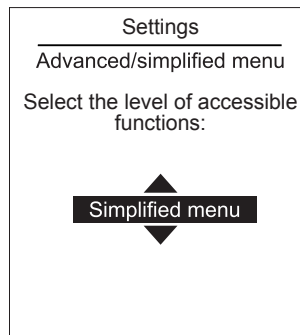 Settings
Advanced/simplified menu
Select the level of accessible
functions:
Simplified menu